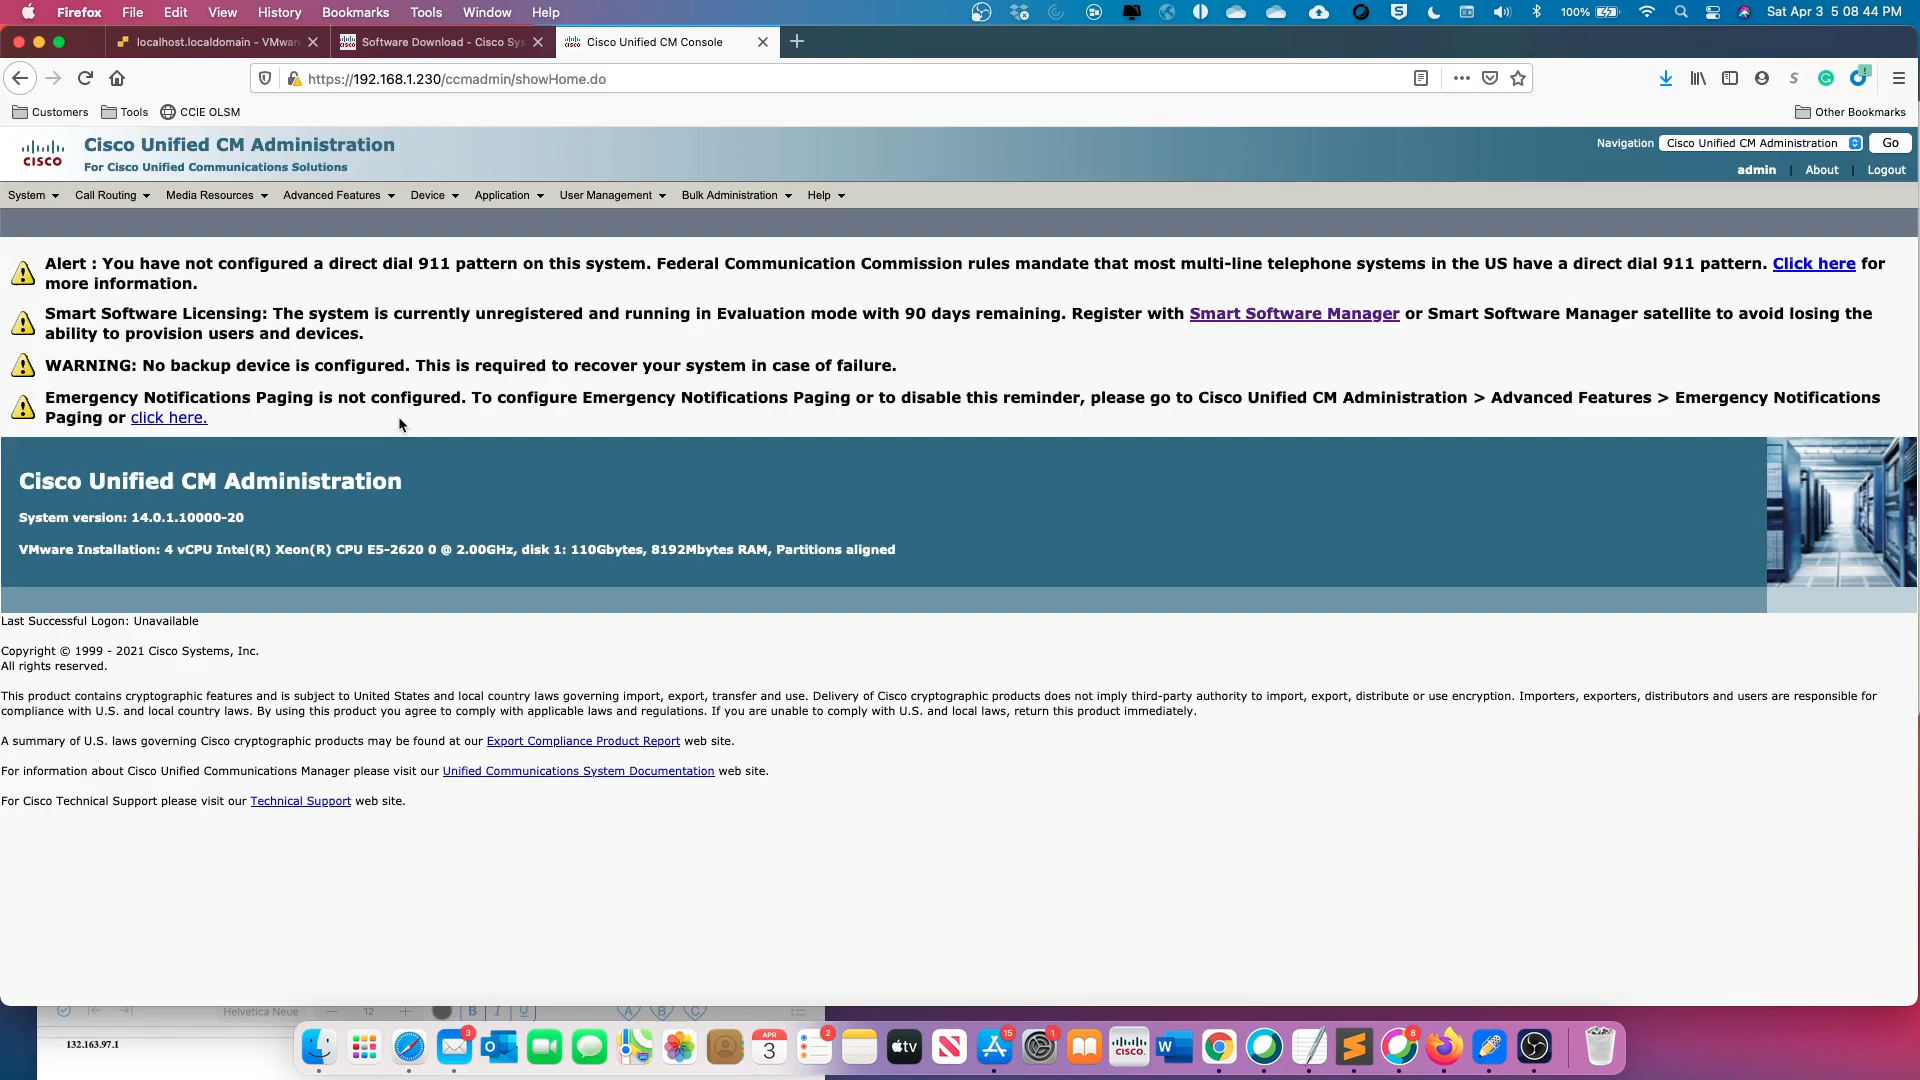 Firefox File Edit View History Bookmarks Tools Window Help 100% Sat Apr 3 5 08 44 PM
localhost.localdomain - VMwar Software Download - Cisco Sy Cisco Unified CM Console
https://192.168.1.230/ccmadmin/showHome.do
Customers Tools CCIE OLSM Other Bookmarks
CISCO
Cisco Unified CM Administration
For Cisco Unified Communications Solutions
Navigation Cisco Unified CM Administration Go
admin | About | Logout
System Call Routing Media Resources Advanced Features Device Application User Management Bulk Administration Help
Alert : You have not configured a direct dial 911 pattern on this system. Federal Communication Commission rules mandate that most multi-line telephone systems in the US have a direct dial 911 pattern. Click here for
more information.
Smart Software Licensing: The system is currently unregistered and running in Evaluation mode with 90 days remaining. Register with Smart Software Manager or Smart Software Manager satellite to avoid losing the
ability to provision users and devices.
WARNING: No backup device is configured. This is required to recover your system in case of failure.
Emergency Notifications Paging is not configured. To configure Emergency Notifications Paging or to disable this reminder, please go to Cisco Unified CM Administration > Advanced Features > Emergency Notifications
Paging or click here.
Cisco Unified CM Administration
System version: 14.0.1.10000-20
VMware Installation: 4 vCPU Intel(R) Xeon(R) CPU E5-2620 0 @ 2.00GHz, disk 1: 110Gbytes, 8192Mbytes RAM, Partitions aligned
Last Successful Logon: Unavailable
Copyright © 1999 - 2021 Cisco Systems, Inc.
All rights reserved.
This product contains cryptographic features and is subject to United States and local country laws governing import, export, transfer and use. Delivery of Cisco cryptographic products does not imply third-party authority to import, export, distribute or use encryption. Importers, exporters, distributors and users are responsible for
compliance with U.S. and local country laws. By using this product you agree to comply with applicable laws and regulations. If you are unable to comply with U.S. and local laws, return this product immediately.
A summary of U.S. laws governing Cisco cryptographic products may be found at our Export Compliance Product Report web site.
For information about Cisco Unified Communications Manager please visit our Unified Communications System Documentation web site.
For Cisco Technical Support please visit our Technical Support web site.
Helvetica Neue 12 B I U A B C
132.163.97.1
3 APR 3 2 tv 15 1 CISCO W S 8